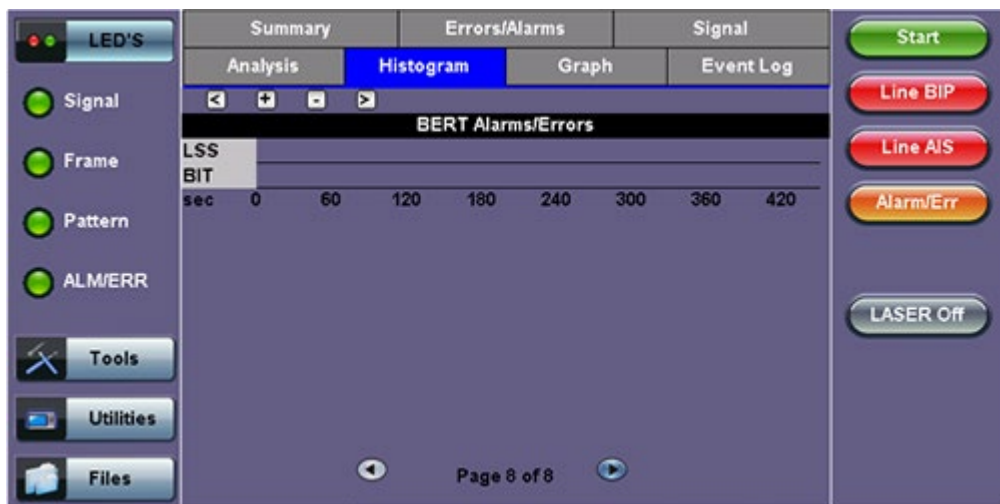 LED'S
Signal
Frame
Pattern
ALM/ERR
Tools
Utilities
Files
Summary Errors/Alarms Signal
Analysis Histogram Graph Event Log
< + - >
BERT Alarms/Errors
LSS
BIT
sec 0 60 120 180 240 300 360 420
Page 8 of 8
Start
Line BIP
Line AIS
Alarm/Err
LASER Off